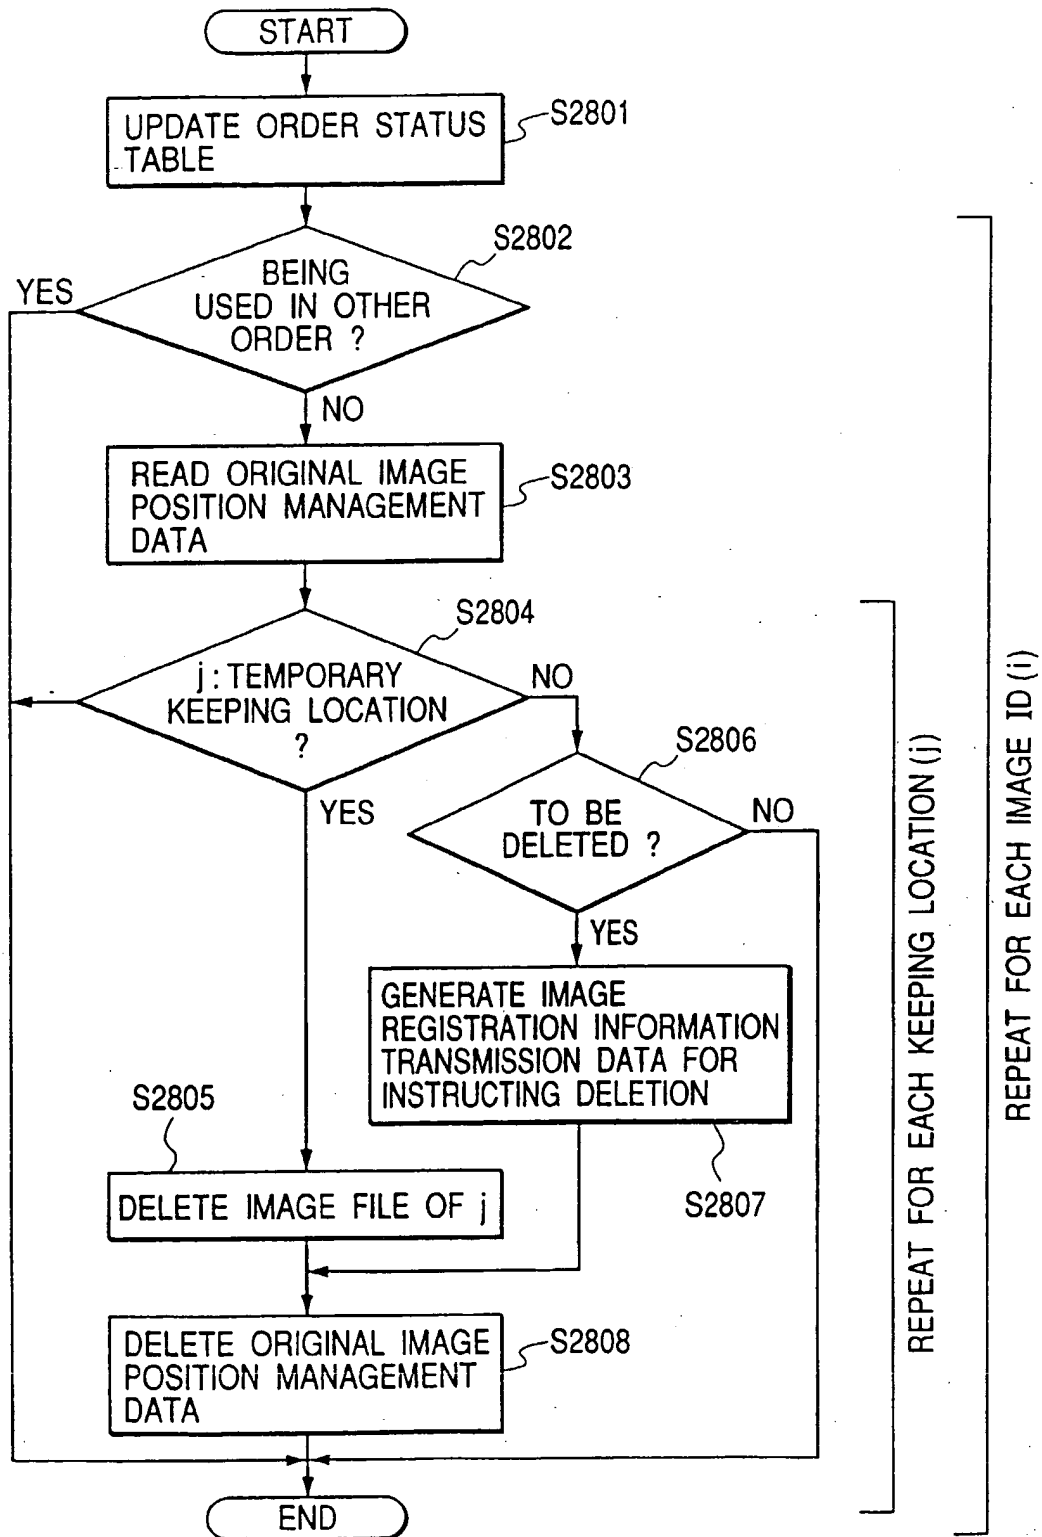 START
UPDATE ORDER STATUS
TABLE
S2801
BEING
USED IN OTHER
ORDER ?
S2802
YES
NO
READ ORIGINAL IMAGE
POSITION MANAGEMENT
DATA
S2803
j : TEMPORARY
KEEPING LOCATION
?
S2804
NO
YES
TO BE
DELETED ?
S2806
NO
YES
GENERATE IMAGE
REGISTRATION INFORMATION
TRANSMISSION DATA FOR
INSTRUCTING DELETION
S2807
S2805
DELETE IMAGE FILE OF j
DELETE ORIGINAL IMAGE
POSITION MANAGEMENT
DATA
S2808
END
REPEAT FOR EACH KEEPING LOCATION (j)
REPEAT FOR EACH IMAGE ID (i)